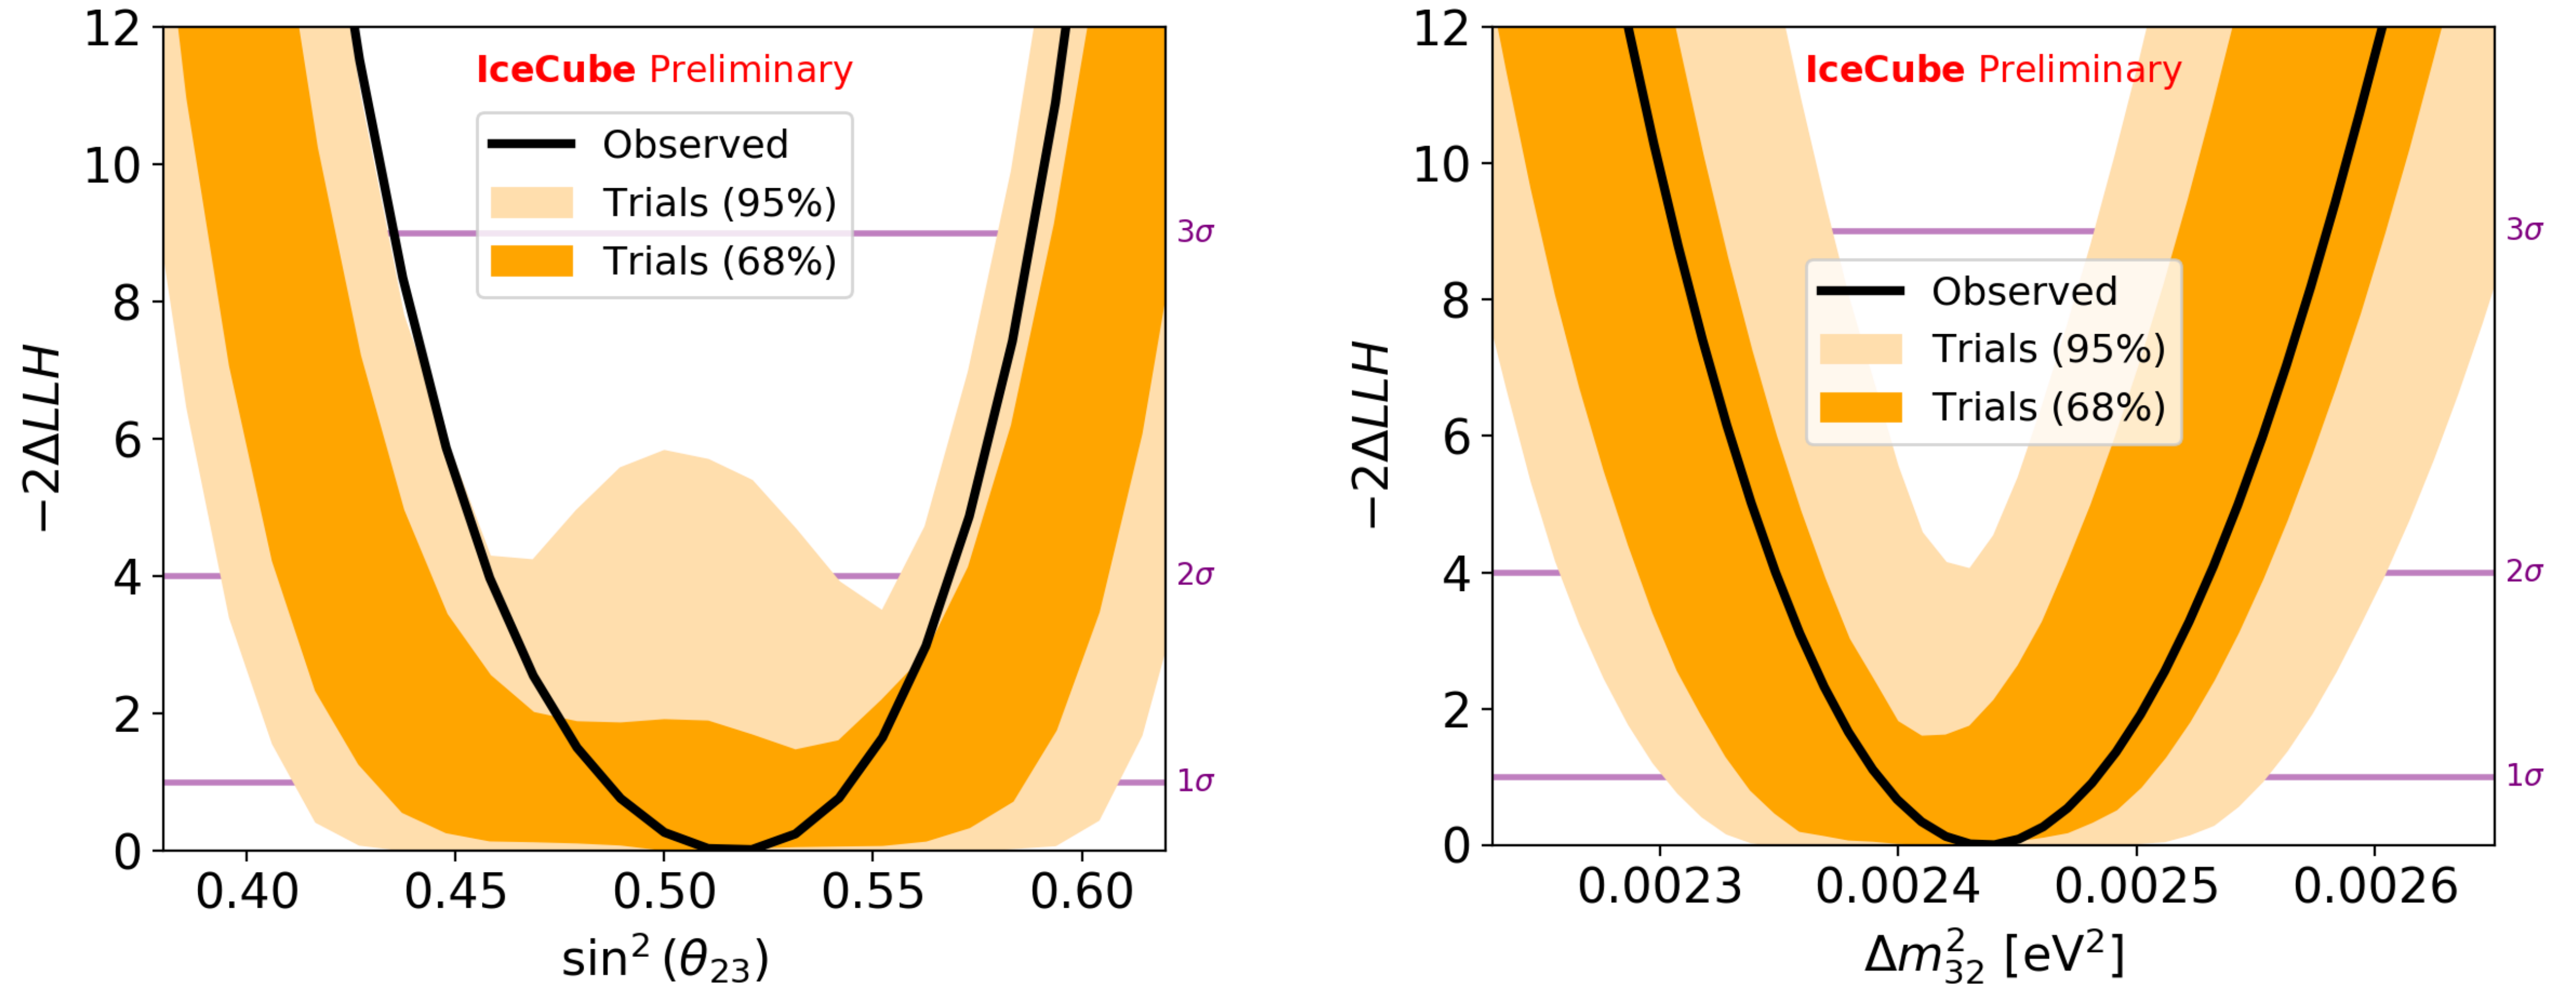 12
10
8
6
4
2
0
−2ΔLLH
IceCube Preliminary
Observed
Trials (95%)
Trials (68%)
3σ
2σ
1σ
0.40 0.45 0.50 0.55 0.60
sin² (θ₂₃)
12
10
8
6
4
2
0
−2ΔLLH
IceCube Preliminary
Observed
Trials (95%)
Trials (68%)
3σ
2σ
1σ
0.0023 0.0024 0.0025 0.0026
Δm²₃₂ [eV²]